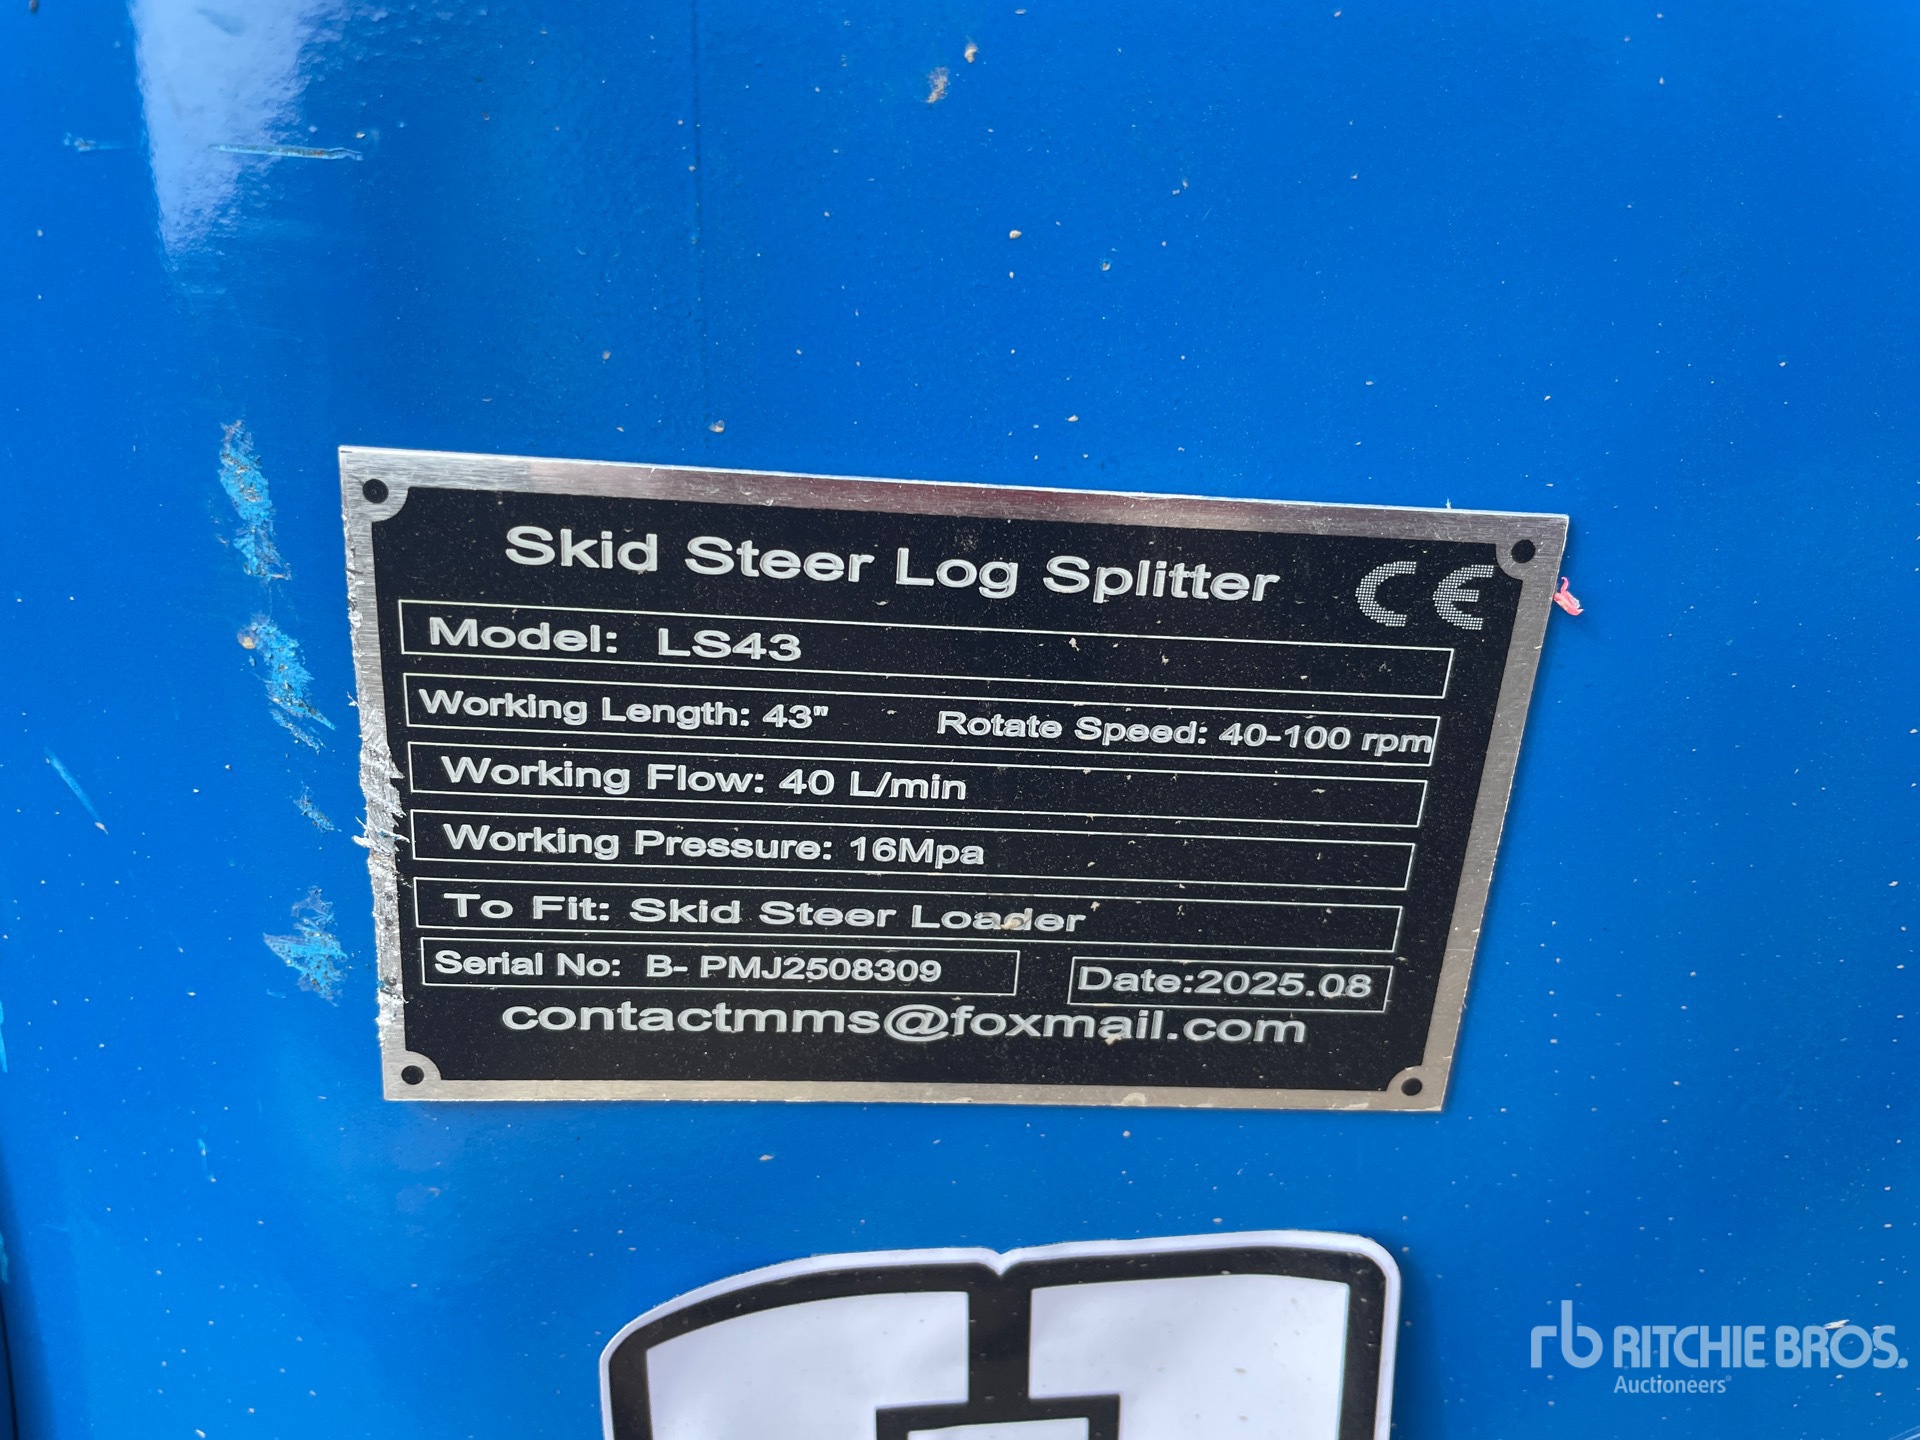 Skid Steer Log Splitter CE
Model: LS43
Working Length: 43" Rotate Speed: 40-100 rpm
Working Flow: 40 L/min
Working Pressure: 16Mpa
To Fit: Skid Steer Loader
Serial No: B- PMJ2508309 Date:2025.08
contactmms@foxmail.com
rb RITCHIE BROS.
Auctioneers